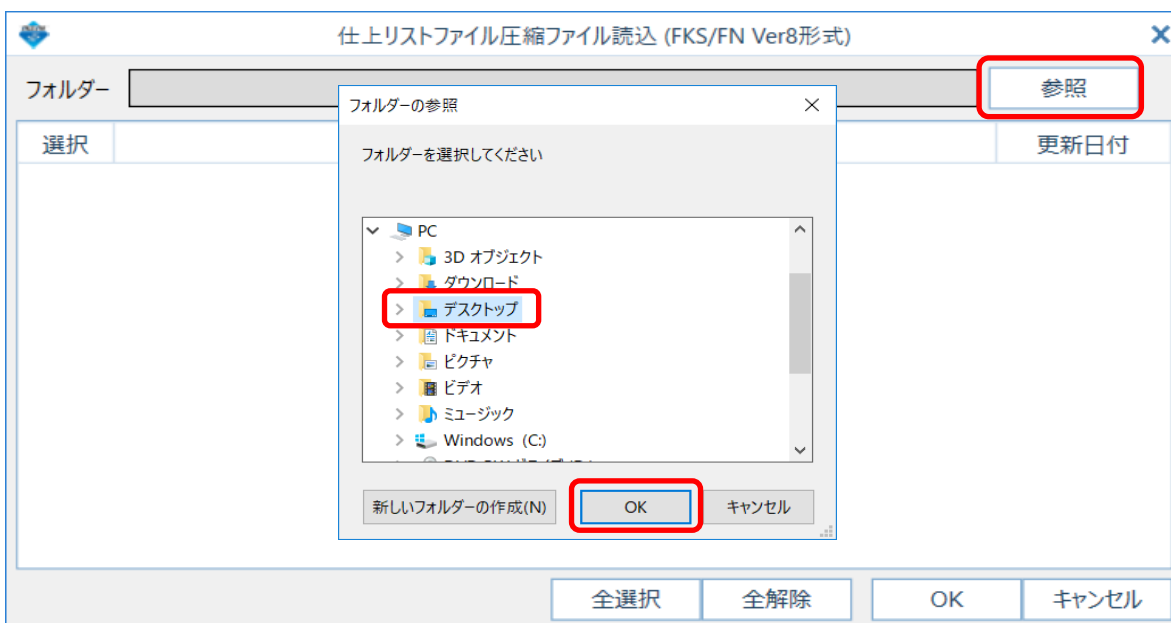 仕上リストファイル圧縮ファイル読込 (FKS/FN Ver8形式)
フォルダー
参照
選択
更新日付
フォルダーの参照
フォルダーを選択してください
PC
3D オブジェクト
ダウンロード
デスクトップ
ドキュメント
ピクチャ
ビデオ
ミュージック
Windows (C:)
新しいフォルダーの作成(N)
OK
キャンセル
全選択
全解除
OK
キャンセル